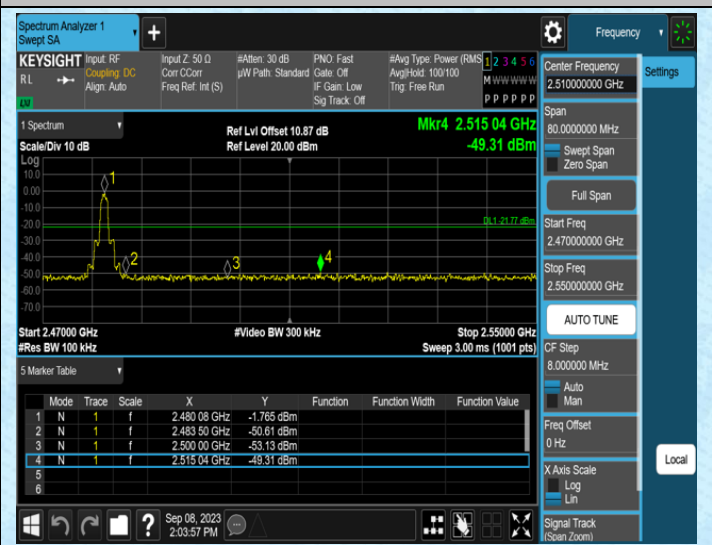 Spectrum Analyzer 1
Swept SA
+
Frequency
KEYSIGHT
RL
Input: RF
Coupling: DC
Align: Auto
Input Z: 50 Ω
Corr CCorr
Freq Ref: Int (S)
#Atten: 30 dB
µW Path: Standard
PNO: Fast
Gate: Off
IF Gain: Low
Sig Track: Off
#Avg Type: Power (RMS
Avg|Hold: 100/100
Trig: Free Run
1 2 3 4 5 6
M W W W W W
P P P P P P
1 Spectrum
Scale/Div 10 dB
Ref Lvl Offset 10.87 dB
Ref Level 20.00 dBm
Mkr4 2.515 04 GHz
-49.31 dBm
Log
10.0
0.00
-10.0
-20.0
-30.0
-40.0
-50.0
-60.0
-70.0
1
2
3
4
DL1 -21.77 dBm
Start 2.47000 GHz
#Res BW 100 kHz
#Video BW 300 kHz
Stop 2.55000 GHz
Sweep 3.00 ms (1001 pts)
5 Marker Table
Mode Trace Scale X Y Function Function Width Function Value
1 N 1 f 2.480 08 GHz -1.765 dBm
2 N 1 f 2.483 50 GHz -50.61 dBm
3 N 1 f 2.500 00 GHz -53.13 dBm
4 N 1 f 2.515 04 GHz -49.31 dBm
5
6
?
Sep 08, 2023
2:03:57 PM
Center Frequency
2.510000000 GHz
Settings
Span
80.0000000 MHz
Swept Span
Zero Span
Full Span
Start Freq
2.470000000 GHz
Stop Freq
2.550000000 GHz
AUTO TUNE
CF Step
8.000000 MHz
Auto
Man
Freq Offset
0 Hz
X Axis Scale
Log
Lin
Local
Signal Track
(Span Zoom)